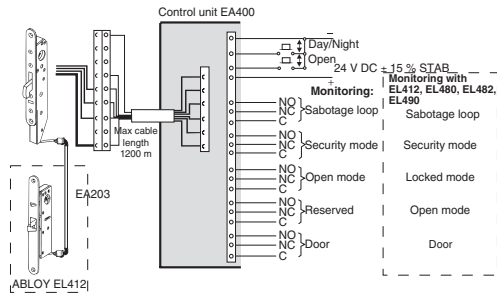 Control unit EA400
Day/Night
Open
24 V DC ± 15 % STAB
–
+
Monitoring:
Monitoring with
EL412, EL480, EL482,
EL490
NO
NC
C
Sabotage loop
Sabotage loop
NO
NC
C
Security mode
Security mode
NO
NC
C
Open mode
Locked mode
NO
NC
C
Reserved
Open mode
NO
NC
C
Door
Door
Max cable
length
1200 m
EA203
ABLOY EL412